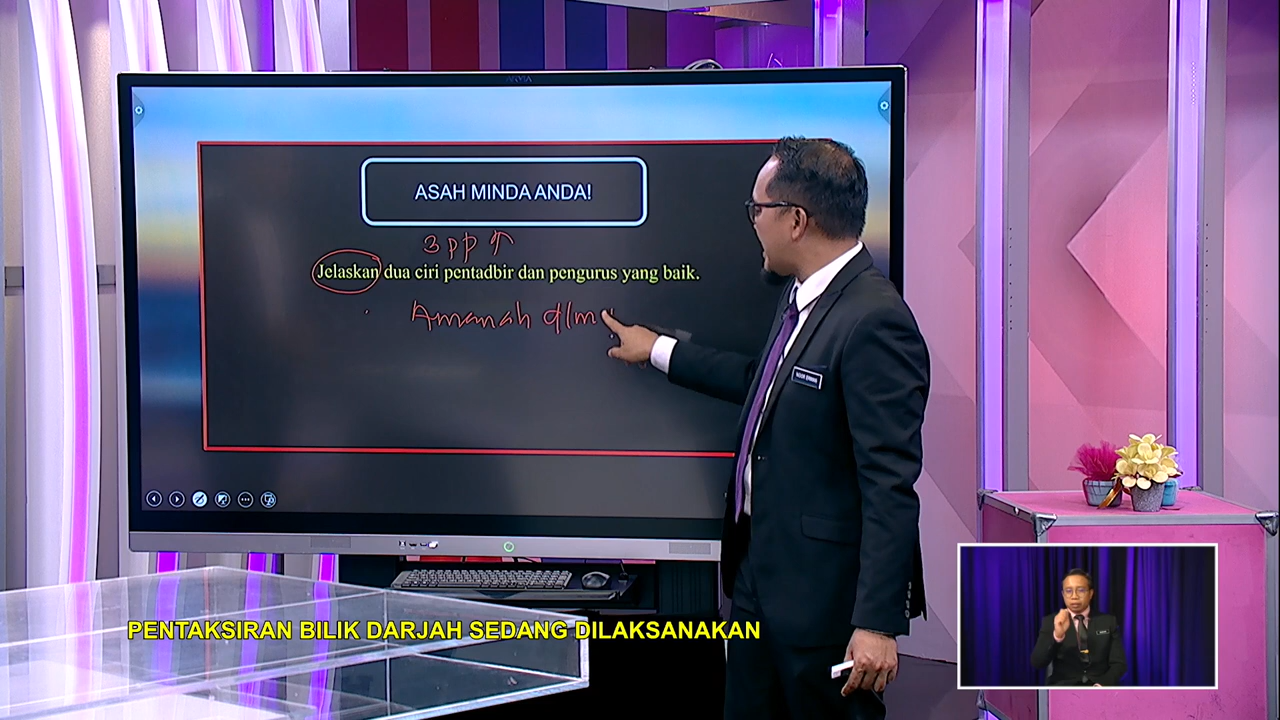 ASAH MINDA ANDA!
3 pp
Jelaskan dua ciri pentadbir dan pengurus yang baik.
Amanah dlm
PENTAKSIRAN BILIK DARJAH SEDANG DILAKSANAKAN